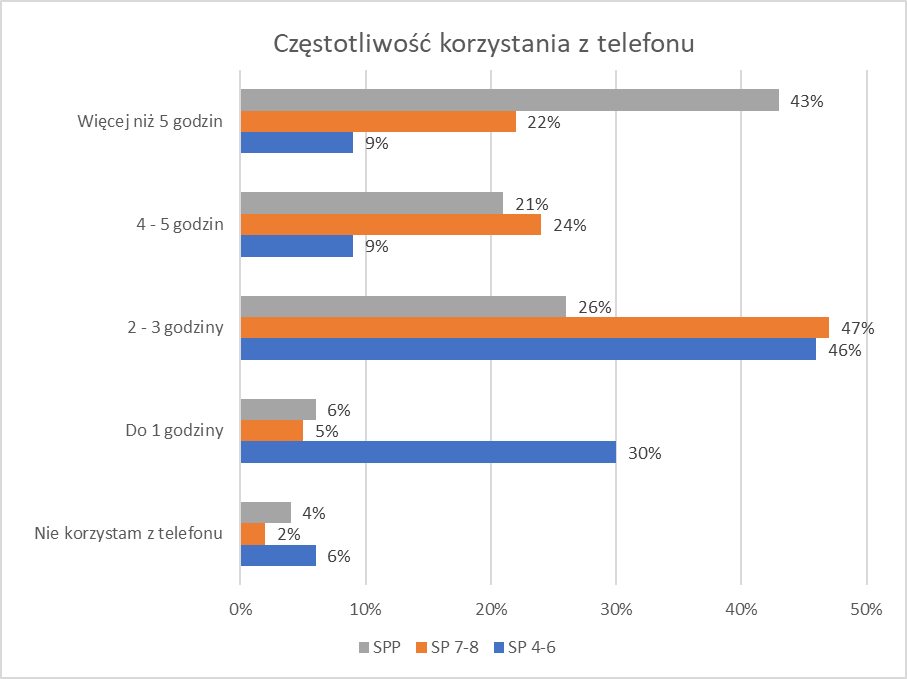 Częstotliwość korzystania z telefonu
Więcej niż 5 godzin
43%
22%
9%
4 - 5 godzin
21%
24%
9%
2 - 3 godziny
26%
47%
46%
Do 1 godziny
6%
5%
30%
Nie korzystam z telefonu
4%
2%
6%
0% 10% 20% 30% 40% 50%
SPP SP 7-8 SP 4-6